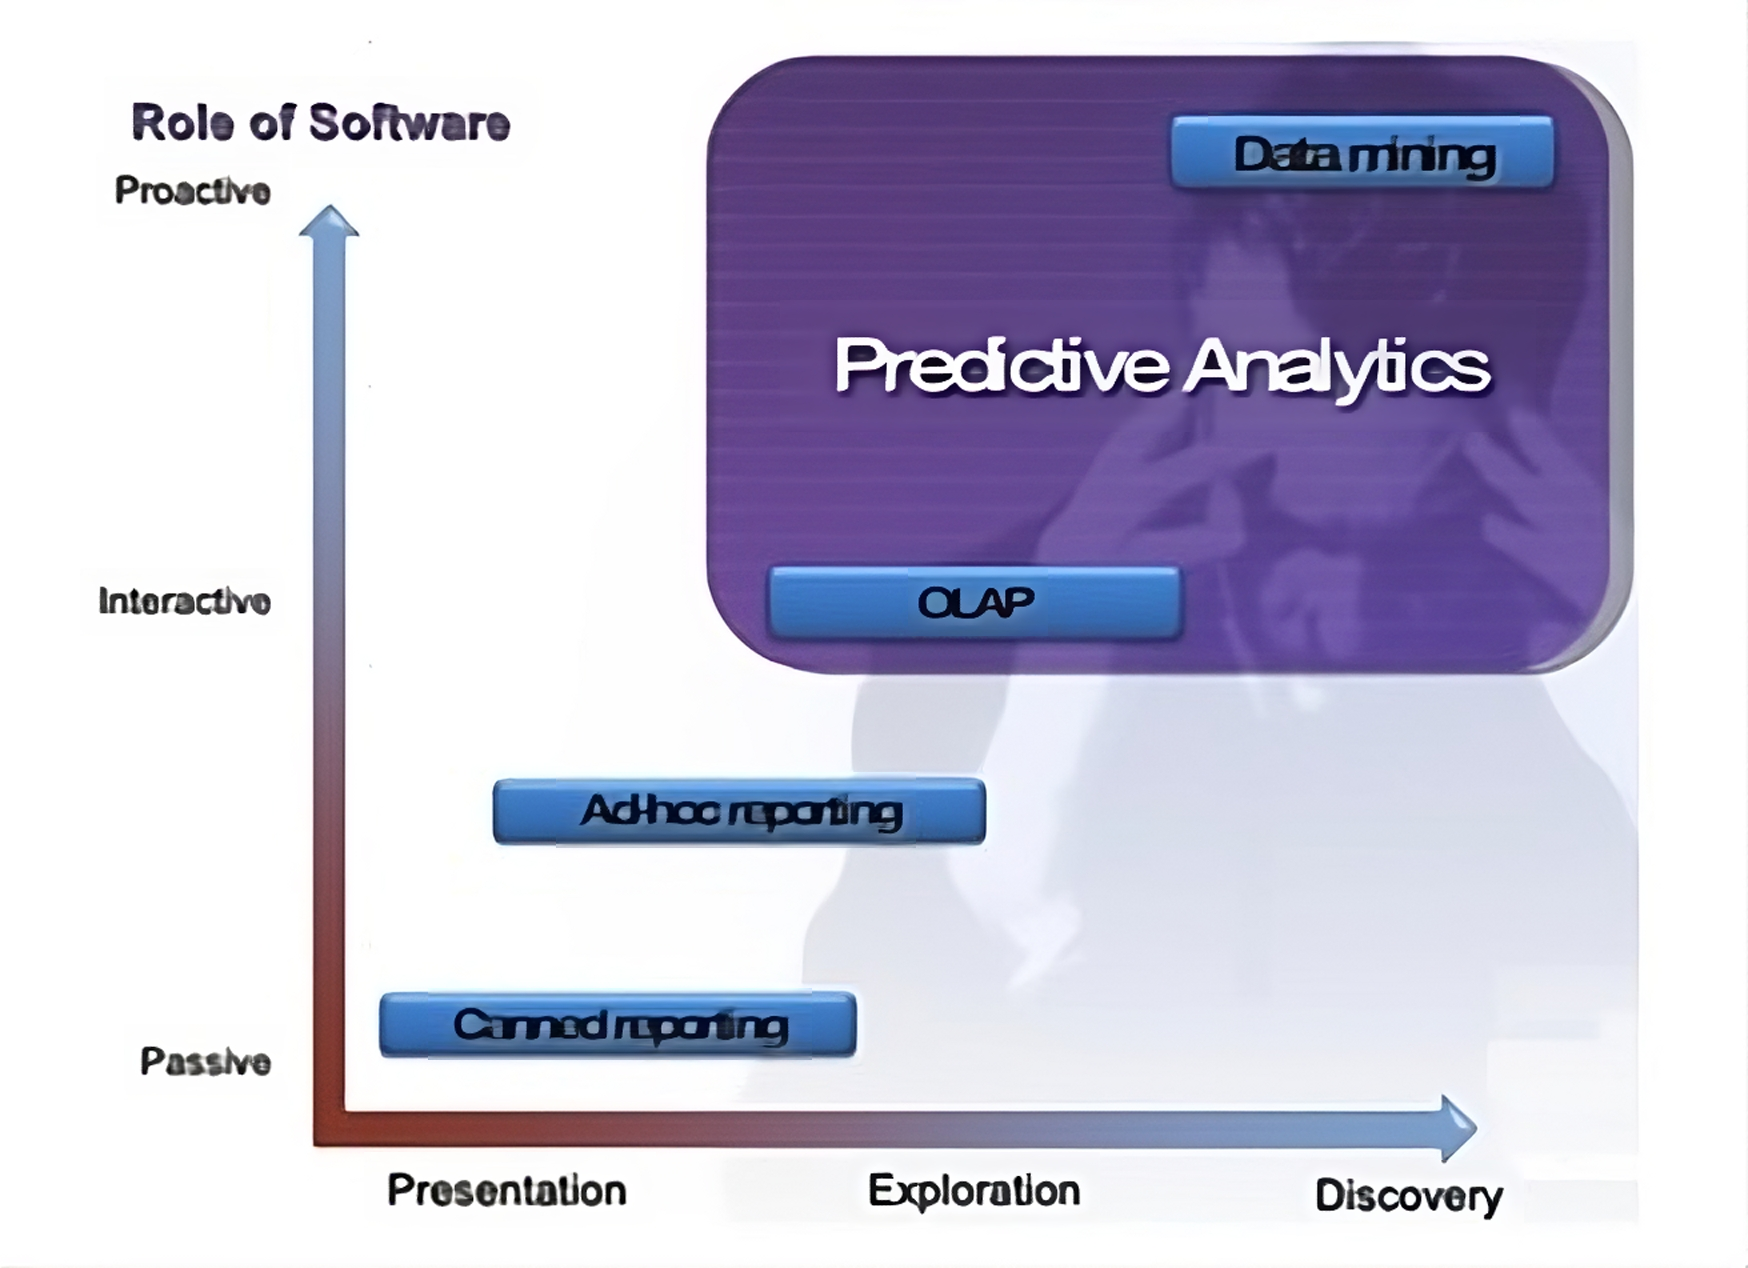 Role of Software
Proactive
Data mining
Predictive Analytics
Interactive
OLAP
Ad-hoc reporting
Canned reporting
Passive
Presentation
Exploration
Discovery